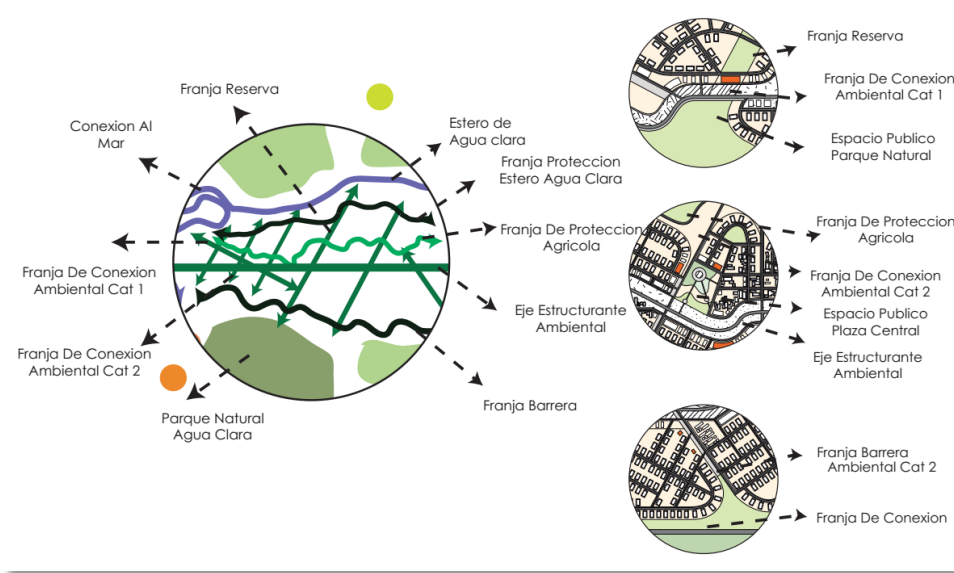 Franja Reserva
Conexion Al
Mar
Estero de
Agua clara
Franja Proteccion
Estero Agua Clara
Franja De Proteccion
Agricola
Franja De Conexion
Ambiental Cat 1
Eje Estructurante
Ambiental
Franja De Conexion
Ambiental Cat 2
Franja Barrera
Parque Natural
Agua Clara
Franja Reserva
Franja De Conexion
Ambiental Cat 1
Espacio Publico
Parque Natural
Franja De Proteccion
Agricola
Franja De Conexion
Ambiental Cat 2
Espacio Publico
Plaza Central
Eje Estructurante
Ambiental
Franja Barrera
Ambiental Cat 2
Franja De Conexion